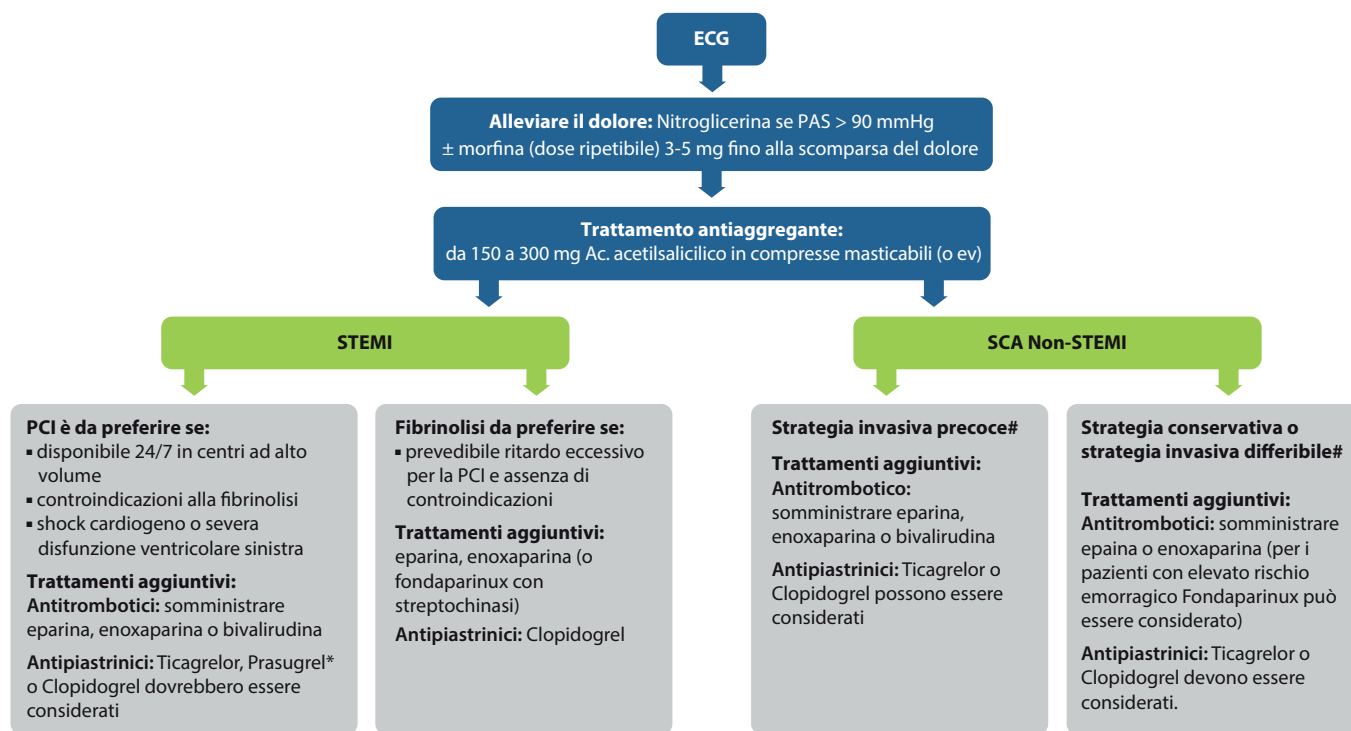 ECG
Alleviare il dolore: Nitroglicerina se PAS > 90 mmHg
± morfina (dose ripetibile) 3-5 mg fino alla scomparsa del dolore
Trattamento antiaggregante:
da 150 a 300 mg Ac. acetilsalicilico in compresse masticabili (o ev)
STEMI
PCI è da preferire se:
▪ disponibile 24/7 in centri ad alto
volume
▪ controindicazioni alla fibrinolisi
▪ shock cardiogeno o severa
disfunzione ventricolare sinistra
Trattamenti aggiuntivi:
Antitrombotici: somministrare
eparina, enoxaparina o bivalirudina
Antipiastrinici: Ticagrelor, Prasugrel*
o Clopidogrel dovrebbero essere
considerati
Fibrinolisi da preferire se:
▪ prevedibile ritardo eccessivo
per la PCI e assenza di
controindicazioni
Trattamenti aggiuntivi:
eparina, enoxaparina (o
fondaparinux con
streptochinasi)
Antipiastrinici: Clopidogrel
SCA Non-STEMI
Strategia invasiva precoce#
Trattamenti aggiuntivi:
Antitrombotico:
somministrare eparina,
enoxaparina o bivalirudina
Antipiastrinici: Ticagrelor o
Clopidogrel possono essere
considerati
Strategia conservativa o
strategia invasiva differibile#
Trattamenti aggiuntivi:
Antitrombotici: somministrare
epaina o enoxaparina (per i
pazienti con elevato rischio
emorragico Fondaparinux può
essere considerato)
Antipiastrinici: Ticagrelor o
Clopidogrel devono essere
considerati.